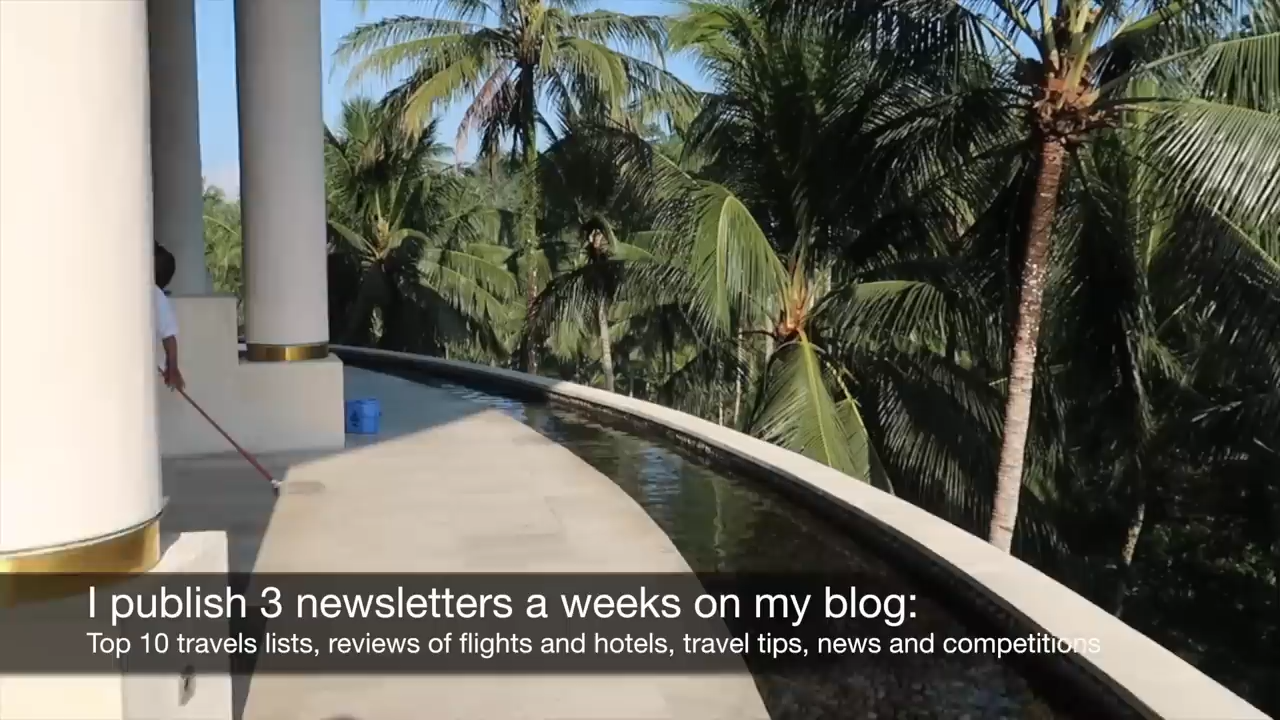 I publish 3 newsletters a weeks on my blog:
Top 10 travels lists, reviews of flights and hotels, travel tips, news and competitions